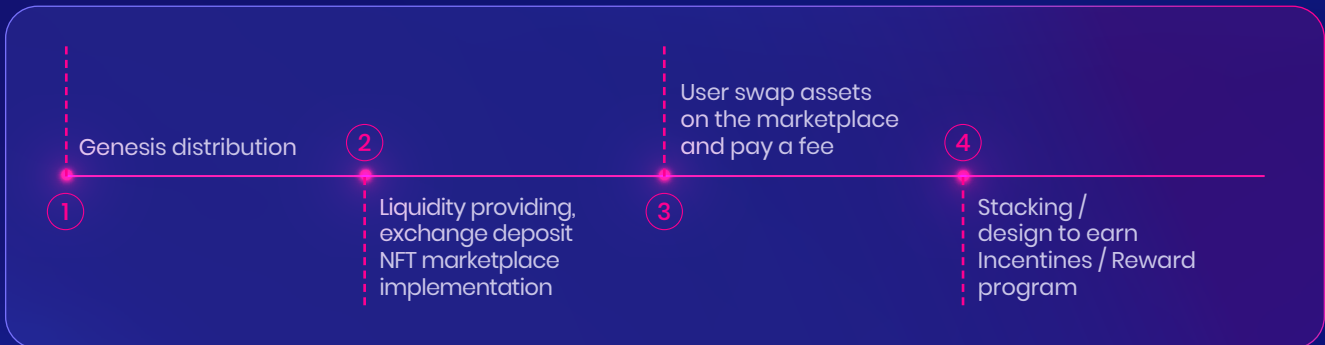 1
Genesis distribution
2
Liquidity providing,
exchange deposit
NFT marketplace
implementation
3
User swap assets
on the marketplace
and pay a fee
4
Stacking /
design to earn
Incentines / Reward
program